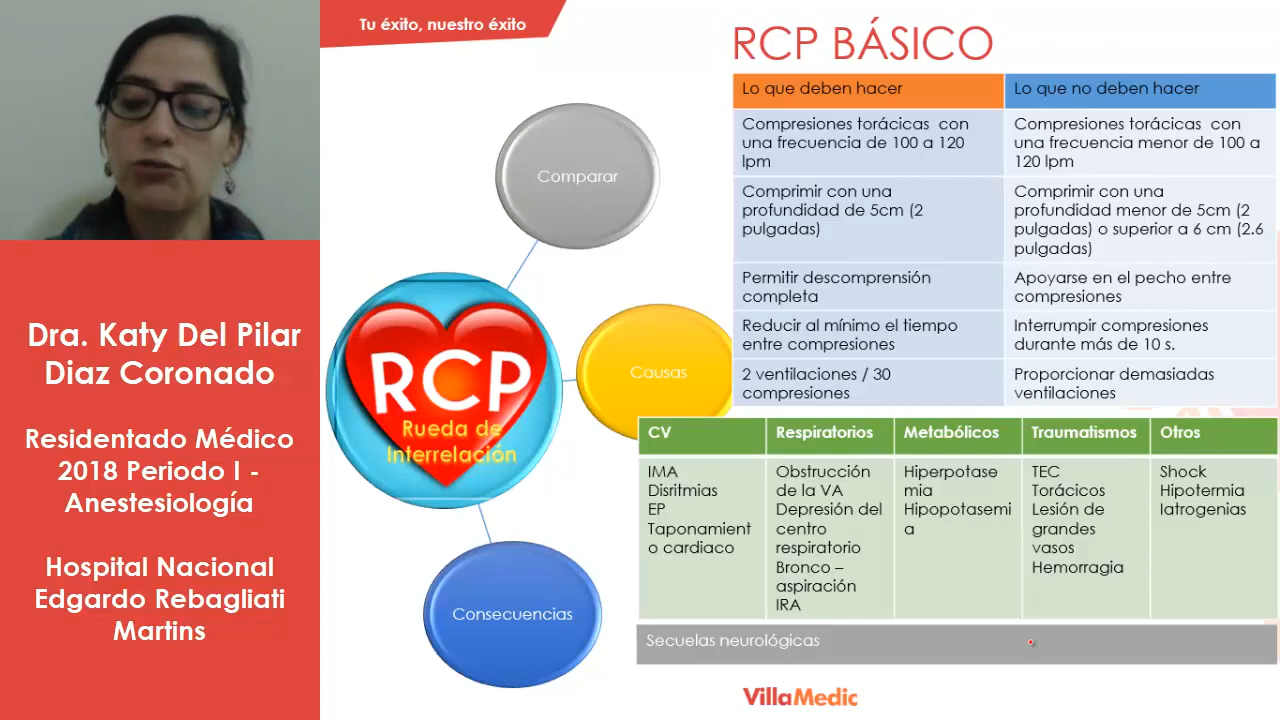 Tu éxito, nuestro éxito
RCP BÁSICO
Dra. Katy Del Pilar
Diaz Coronado
Residentado Médico
2018 Periodo I -
Anestesiología
Hospital Nacional
Edgardo Rebagliati
Martins
Comparar
RCP
Rueda de
Interrelación
Causas
Consecuencias
Lo que deben hacer
Lo que no deben hacer
Compresiones torácicas con
una frecuencia de 100 a 120
lpm
Compresiones torácicas con
una frecuencia menor de 100 a
120 lpm
Comprimir con una
profundidad de 5cm (2
pulgadas)
Comprimir con una
profundidad menor de 5cm (2
pulgadas) o superior a 6 cm (2.6
pulgadas)
Permitir descomprensión
completa
Apoyarse en el pecho entre
compresiones
Reducir al mínimo el tiempo
entre compresiones
Interrumpir compresiones
durante más de 10 s.
2 ventilaciones / 30
compresiones
Proporcionar demasiadas
ventilaciones
CV
Respiratorios
Metabólicos
Traumatismos
Otros
IMA
Disritmias
EP
Taponamient
o cardiaco
Obstrucción
de la VA
Depresión del
centro
respiratorio
Bronco –
aspiración
IRA
Hiperpotase
mia
Hipopotasemi
a
TEC
Torácicos
Lesión de
grandes
vasos
Hemorragia
Shock
Hipotermia
Iatrogenias
Secuelas neurológicas
VillaMedic